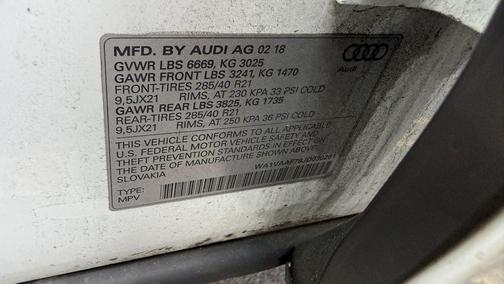 MFD. BY AUDI AG 02 18
GVWR LBS 6669, KG 3025
GAWR FRONT LBS 3241, KG 1470
FRONT-TIRES 285/40 R21
9,5JX21 RIMS, AT 230 KPA 33 PSI COLD
GAWR REAR LBS 3825, KG 1735
REAR-TIRES 285/40 R21
9,5JX21 RIMS, AT 250 KPA 36 PSI COLD
THIS VEHICLE CONFORMS TO ALL APPLICABLE
U.S. FEDERAL MOTOR VEHICLE SAFETY AND
THEFT PREVENTION STANDARDS IN EFFECT ON
THE DATE OF MANUFACTURE SHOWN ABOVE.
SLOVAKIA
TYPE:
MPV
Audi